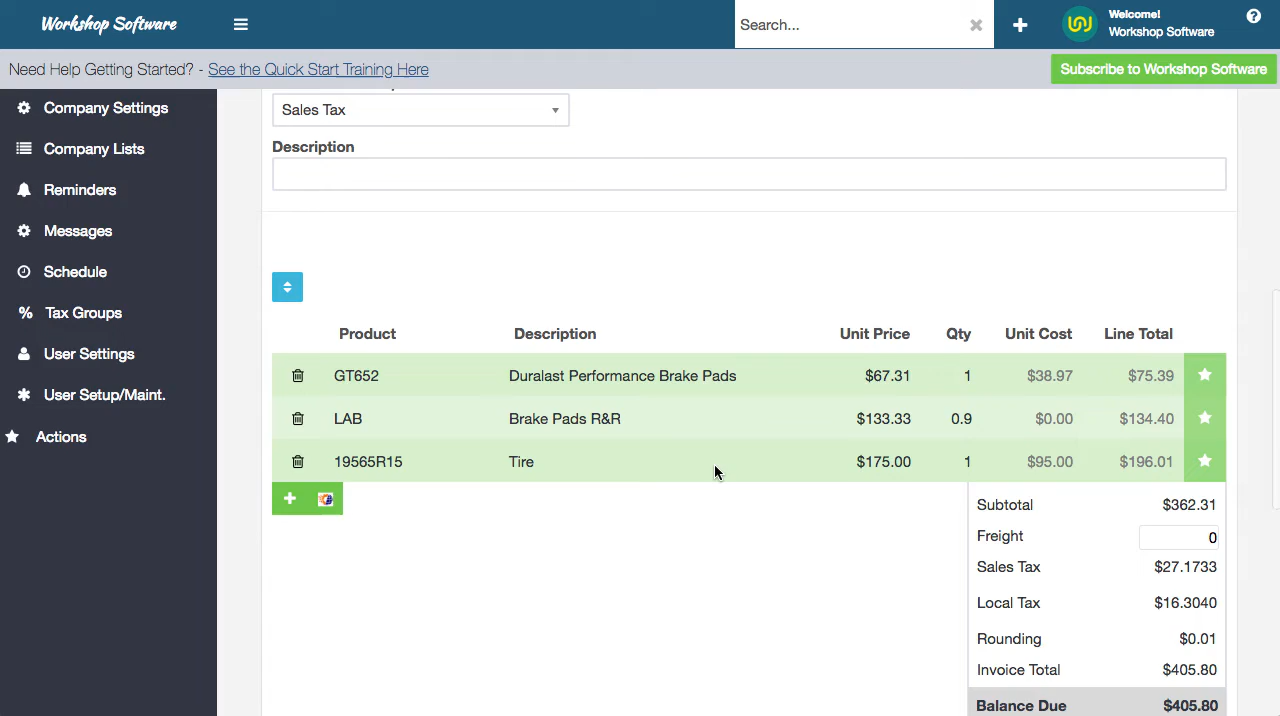 Workshop Software
Search...
Welcome!
Workshop Software
Need Help Getting Started? - See the Quick Start Training Here
Subscribe to Workshop Software
Company Settings
Company Lists
Reminders
Messages
Schedule
Tax Groups
User Settings
User Setup/Maint.
Actions
Sales Tax
Description
Product Description Unit Price Qty Unit Cost Line Total
GT652 Duralast Performance Brake Pads $67.31 1 $38.97 $75.39
LAB Brake Pads R&R $133.33 0.9 $0.00 $134.40
19565R15 Tire $175.00 1 $95.00 $196.01
Subtotal $362.31
Freight 0
Sales Tax $27.1733
Local Tax $16.3040
Rounding $0.01
Invoice Total $405.80
Balance Due $405.80